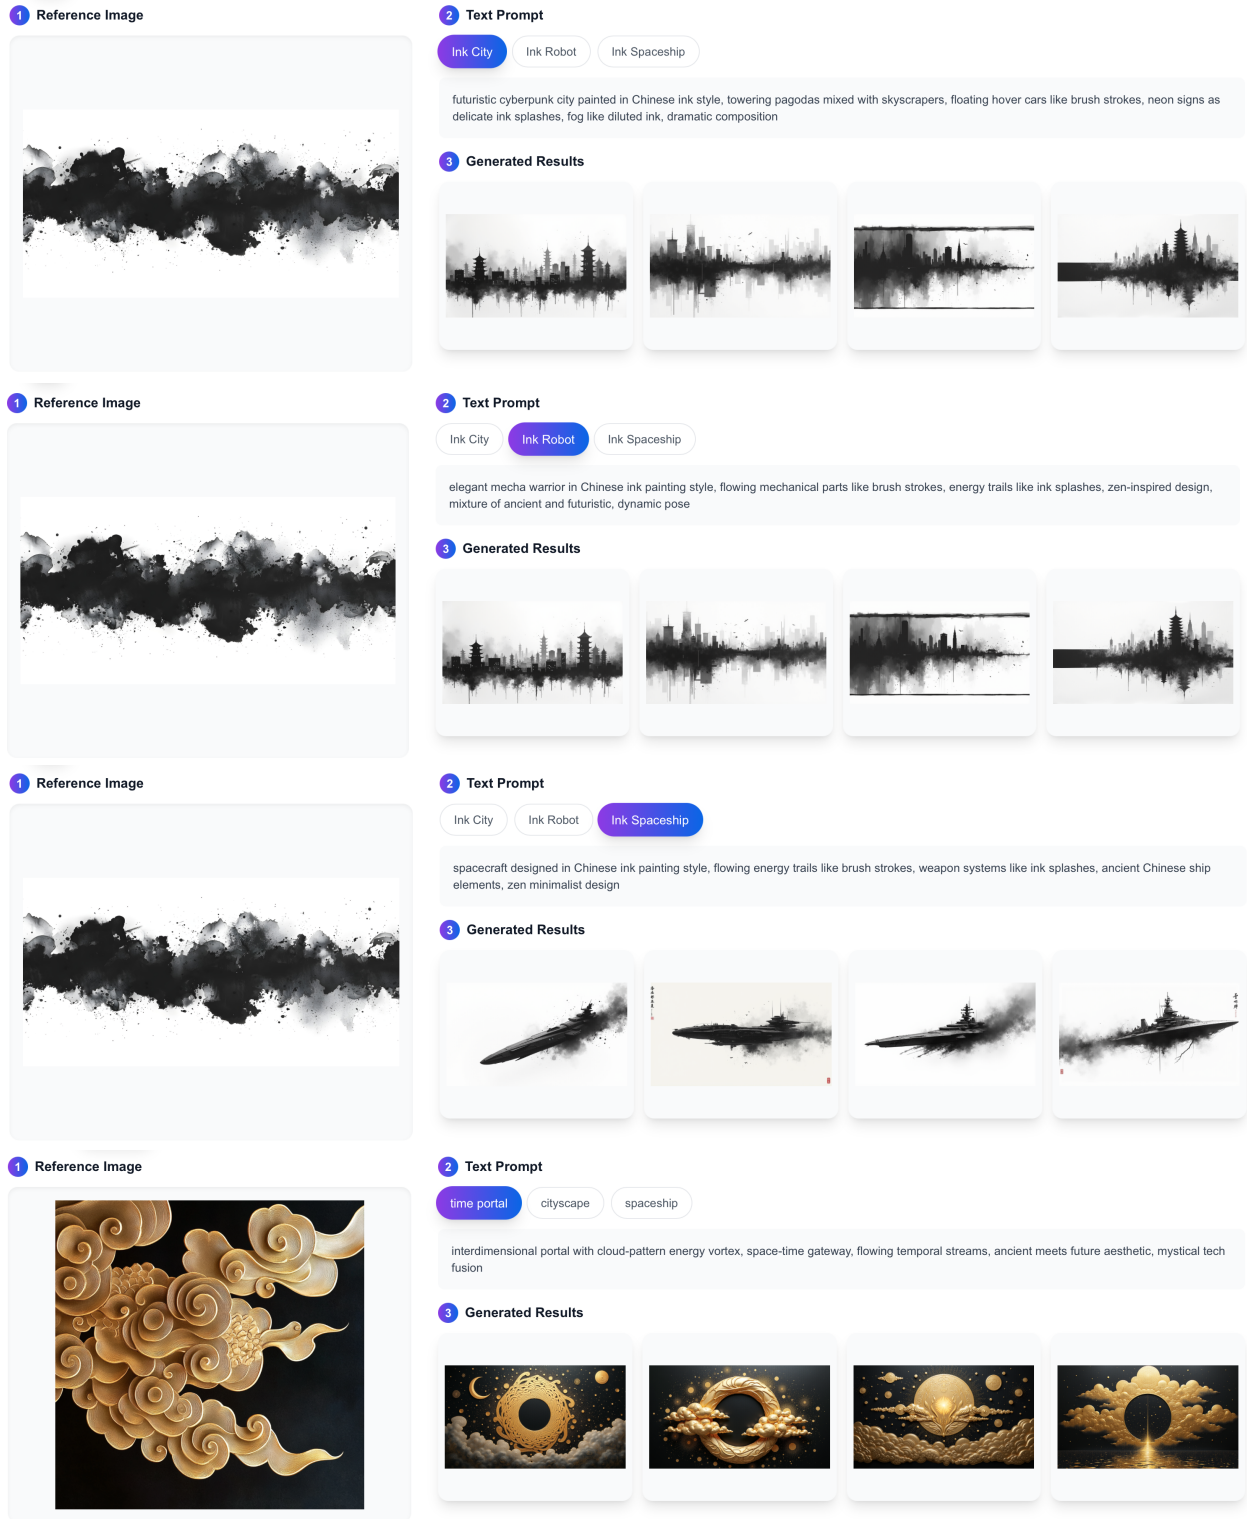 1 Reference Image
2 Text Prompt
Ink City Ink Robot Ink Spaceship
futuristic cyberpunk city painted in Chinese ink style, towering pagodas mixed with skyscrapers, floating hover cars like brush strokes, neon signs as
delicate ink splashes, fog like diluted ink, dramatic composition
3 Generated Results
1 Reference Image
2 Text Prompt
Ink City Ink Robot Ink Spaceship
elegant mecha warrior in Chinese ink painting style, flowing mechanical parts like brush strokes, energy trails like ink splashes, zen-inspired design,
mixture of ancient and futuristic, dynamic pose
3 Generated Results
1 Reference Image
2 Text Prompt
Ink City Ink Robot Ink Spaceship
spacecraft designed in Chinese ink painting style, flowing energy trails like brush strokes, weapon systems like ink splashes, ancient Chinese ship
elements, zen minimalist design
3 Generated Results
1 Reference Image
2 Text Prompt
time portal cityscape spaceship
interdimensional portal with cloud-pattern energy vortex, space-time gateway, flowing temporal streams, ancient meets future aesthetic, mystical tech
fusion
3 Generated Results